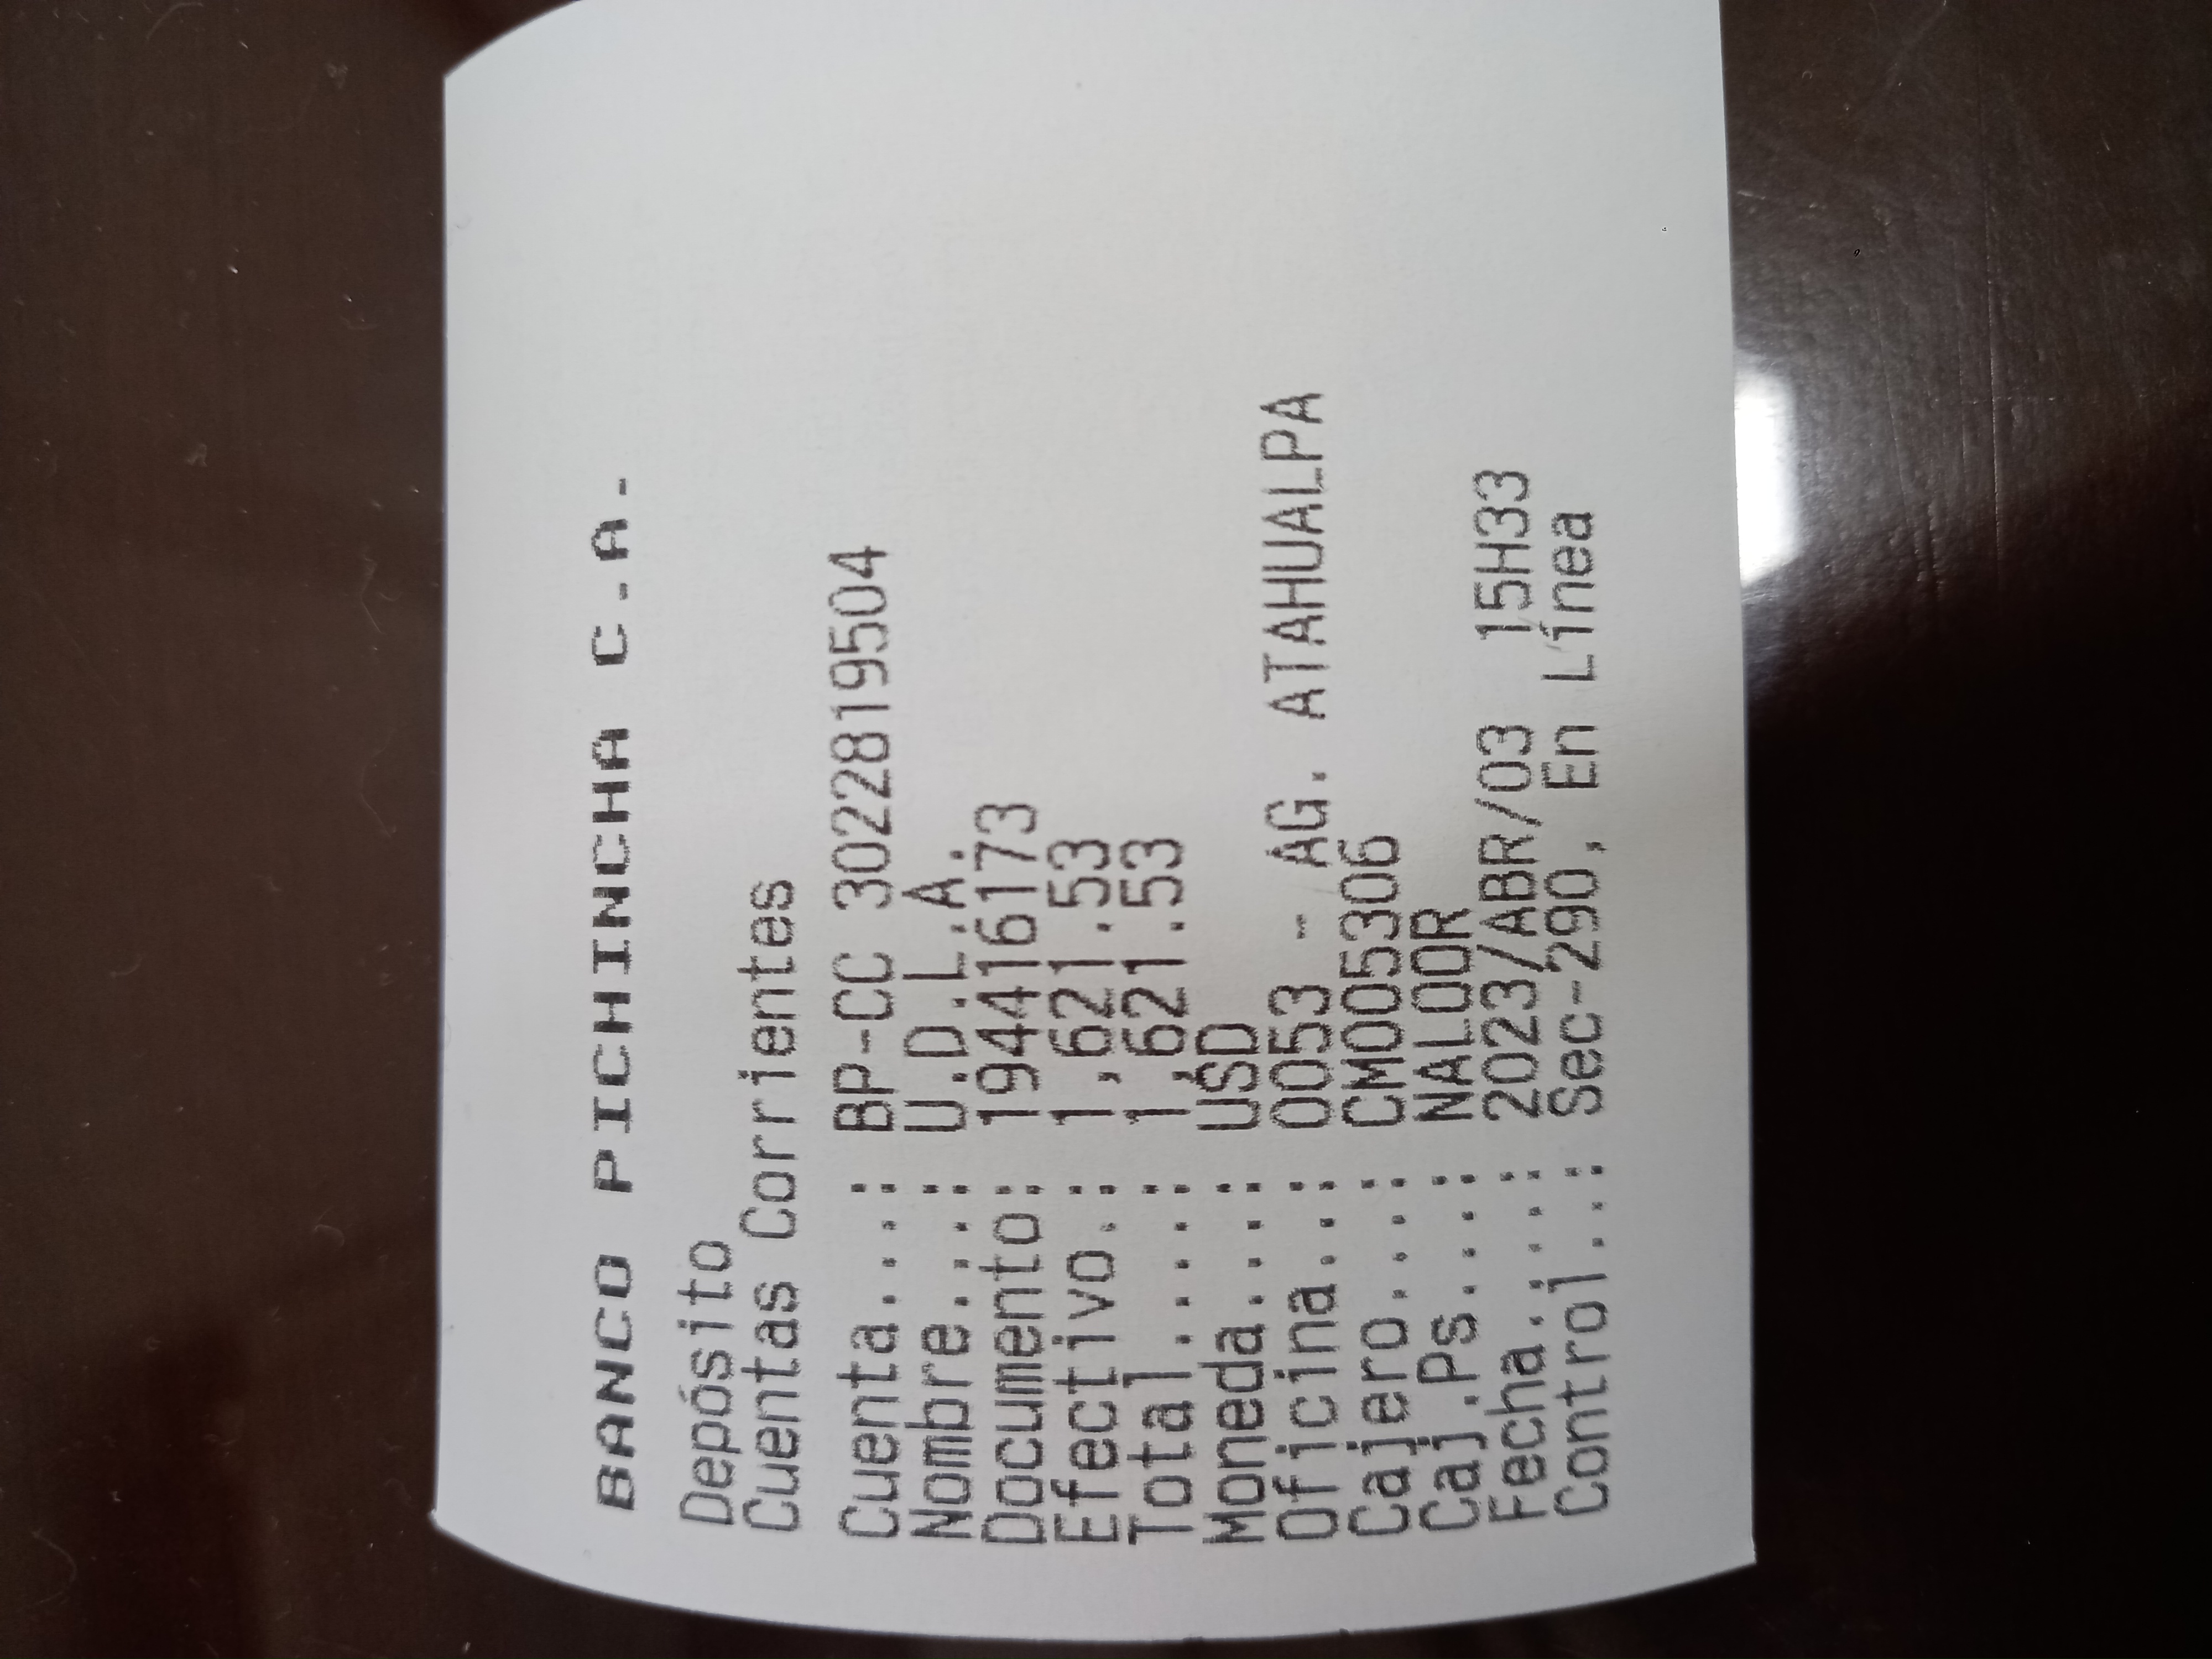 BANCO PICHINCHA C.A.
Depósito
Cuentas Corrientes
Cuenta....: BP-CC 3022819504
Nombre....: U.D.L.A.
Documento: 194416173
Efectivo.: 1,621.53
Total.....: 1,621.53
Moneda....: USD
Oficina...: 0053 - AG. ATAHUALPA
Cajero....: CM005306
Caj.Ps....: NALOOR
Fecha.....: 2023/ABR/03 15H33
Control...: Sec-290, En Línea